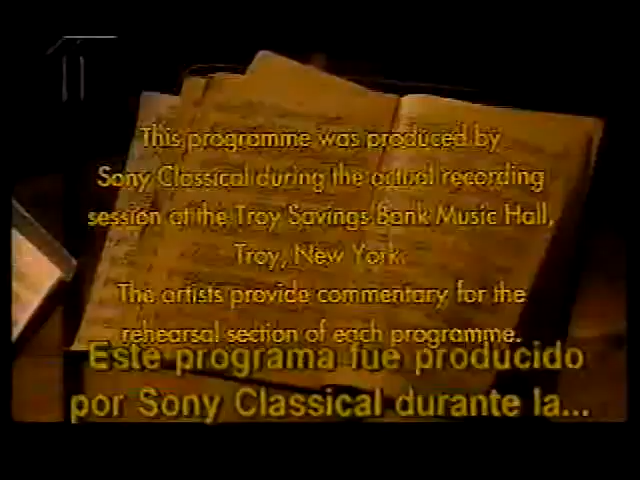 This programme was produced by
Sony Classical during the actual recording
session at the Troy Savings Bank Music Hall,
Troy, New York.
The artists provide commentary for the
rehearsal section of each programme.
Este programa fue producido
por Sony Classical durante la...